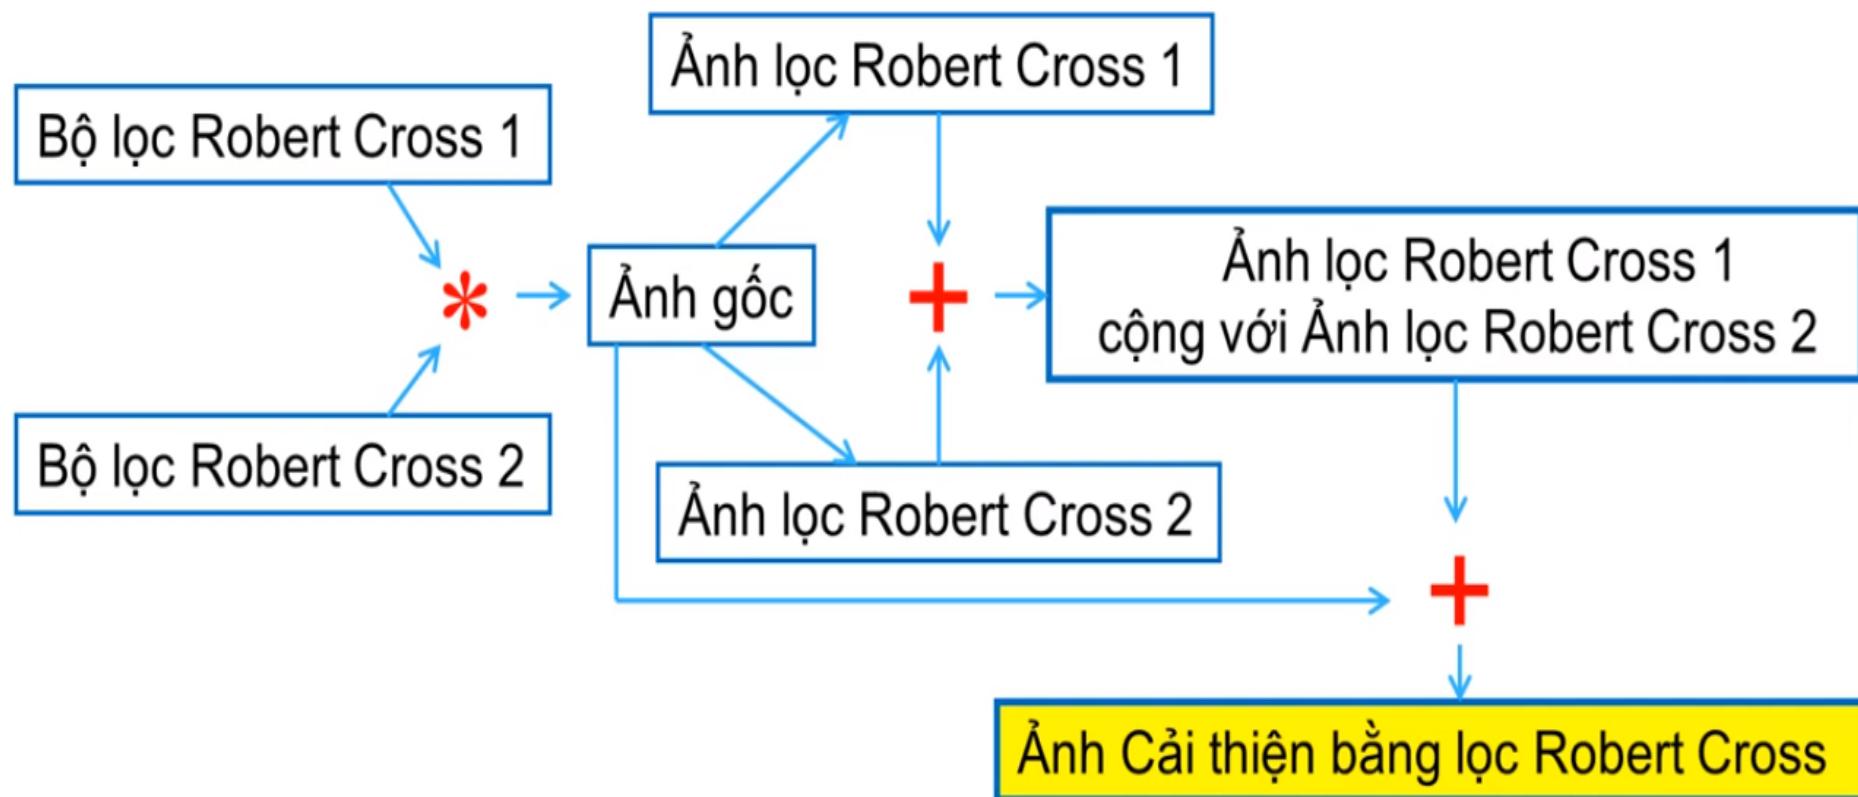 Ảnh lọc Robert Cross 1
Bộ lọc Robert Cross 1
*
Ảnh gốc
+
Ảnh lọc Robert Cross 1
cộng với Ảnh lọc Robert Cross 2
Bộ lọc Robert Cross 2
Ảnh lọc Robert Cross 2
+
Ảnh Cải thiện bằng lọc Robert Cross